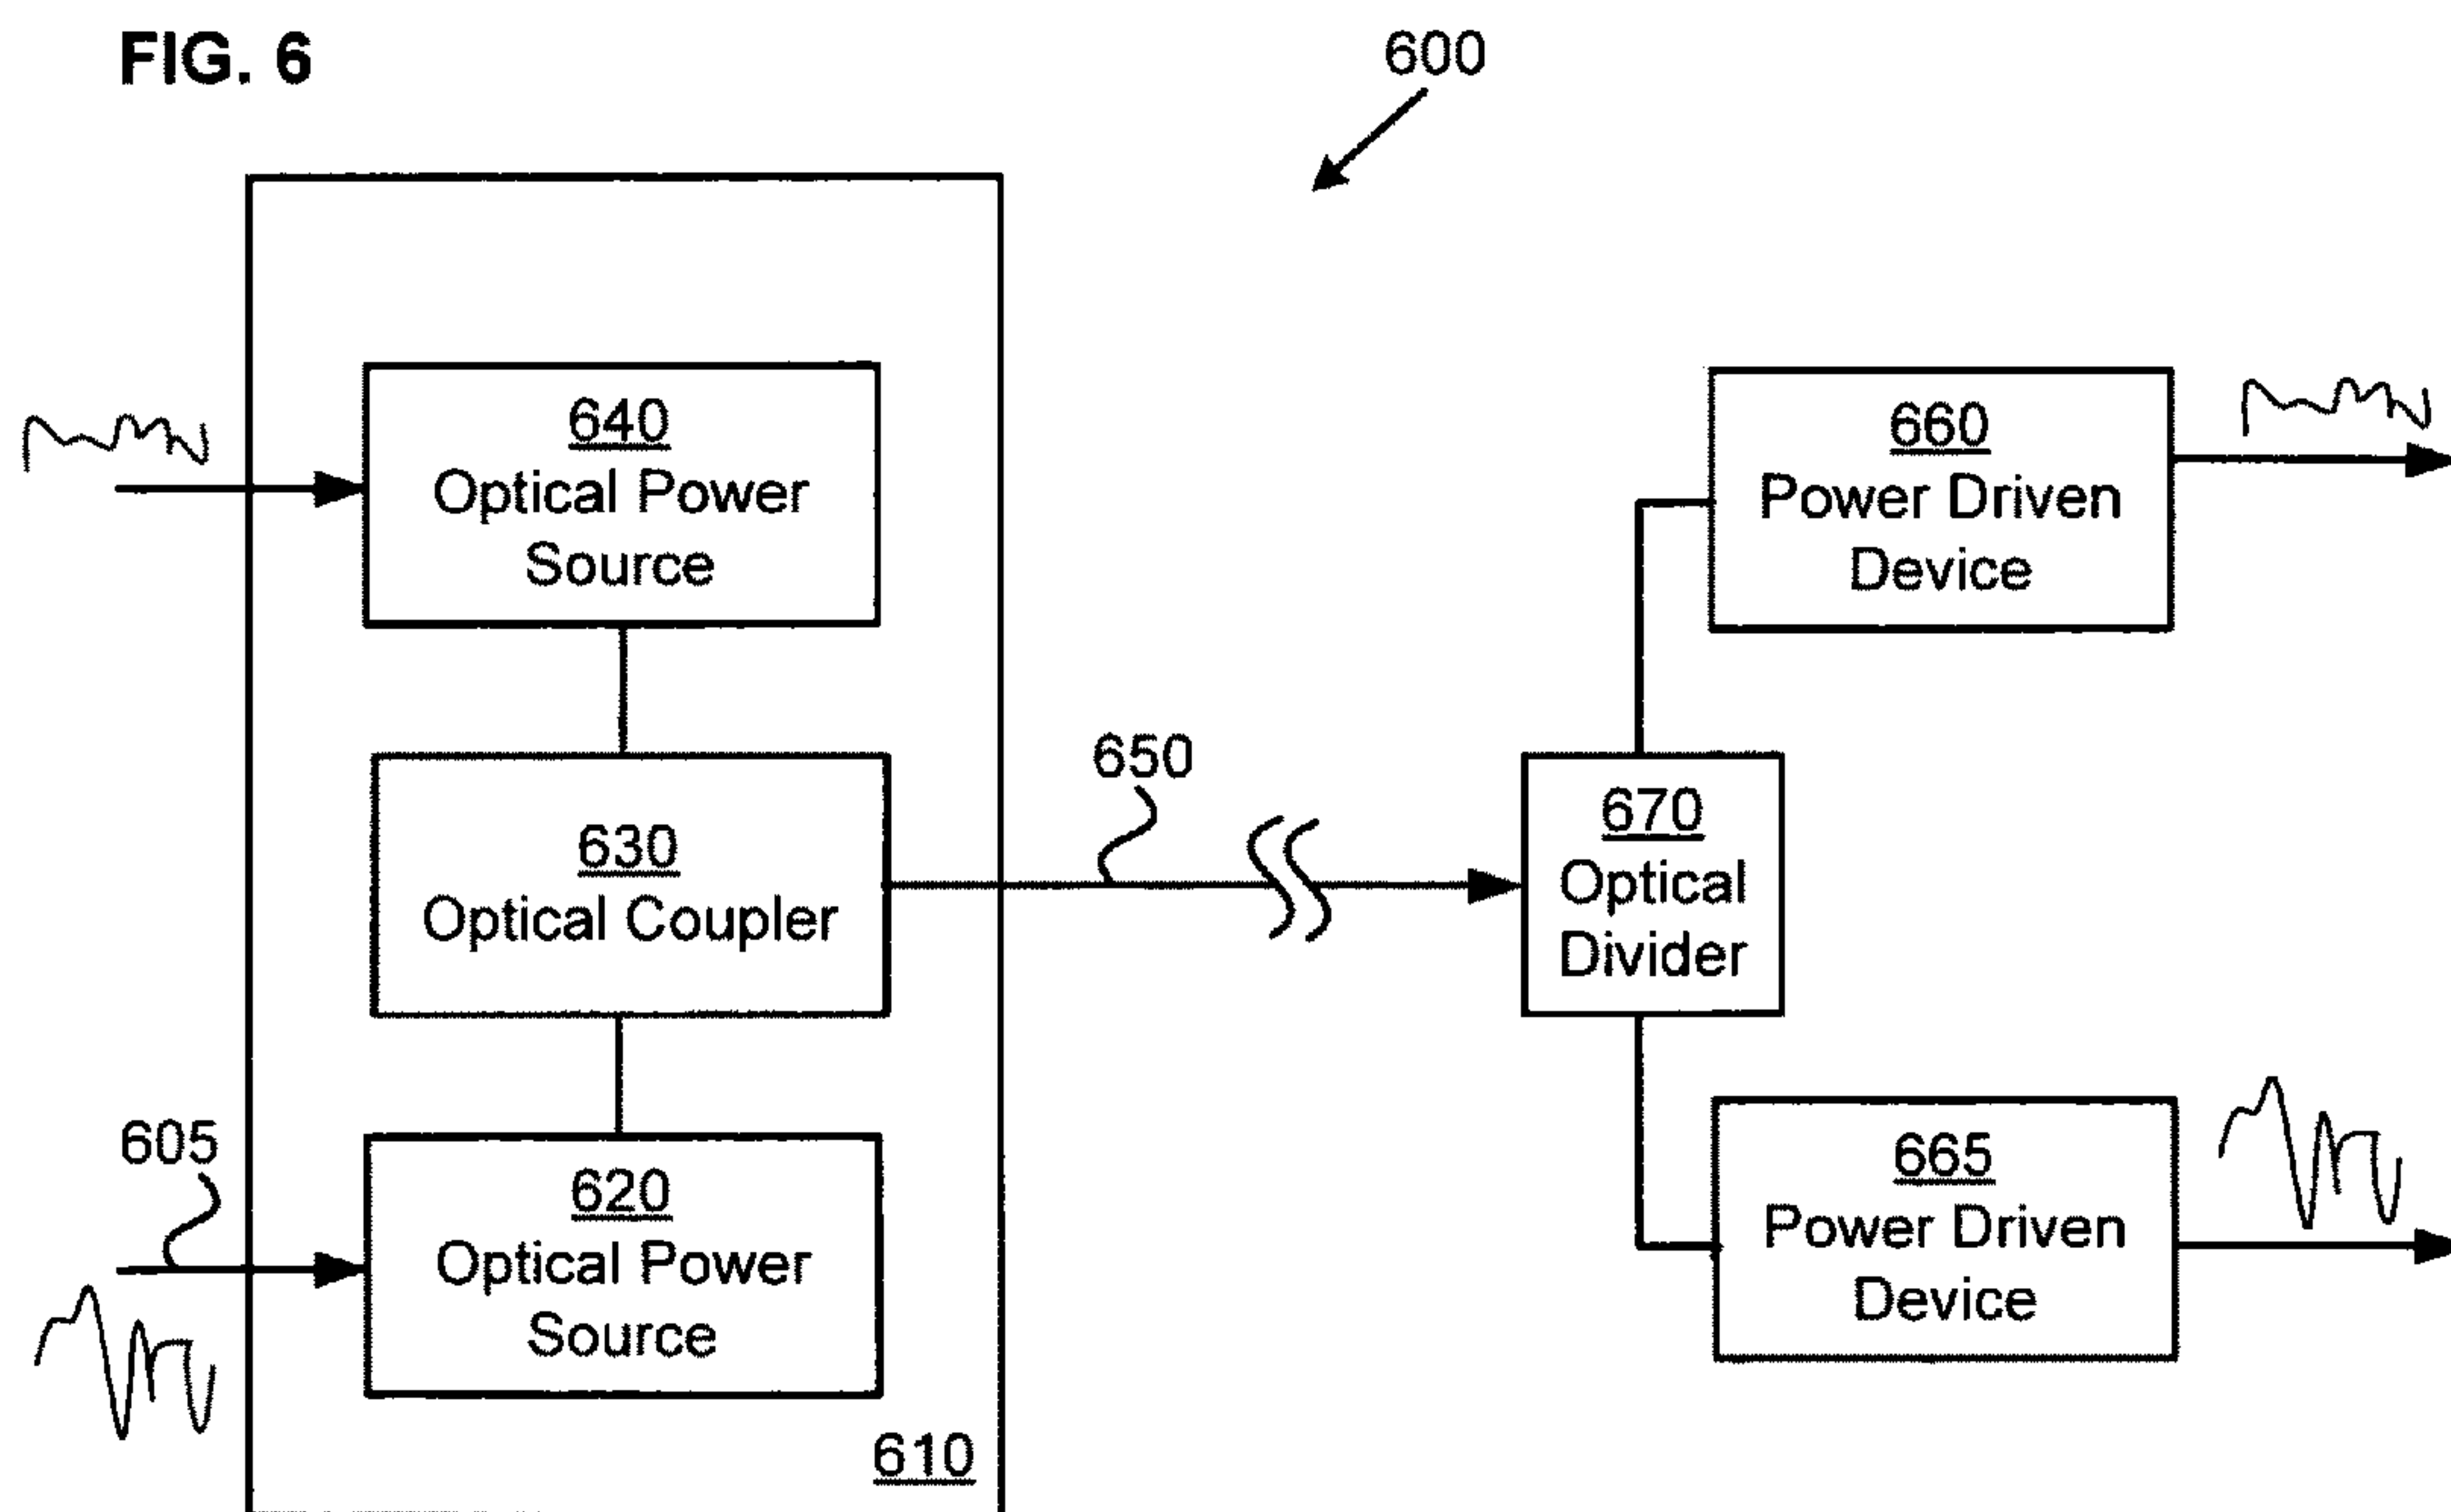 FIG. 6
600
640
Optical Power
Source
660
Power Driven
Device
650
630
Optical Coupler
670
Optical
Divider
605
620
Optical Power
Source
665
Power Driven
Device
610